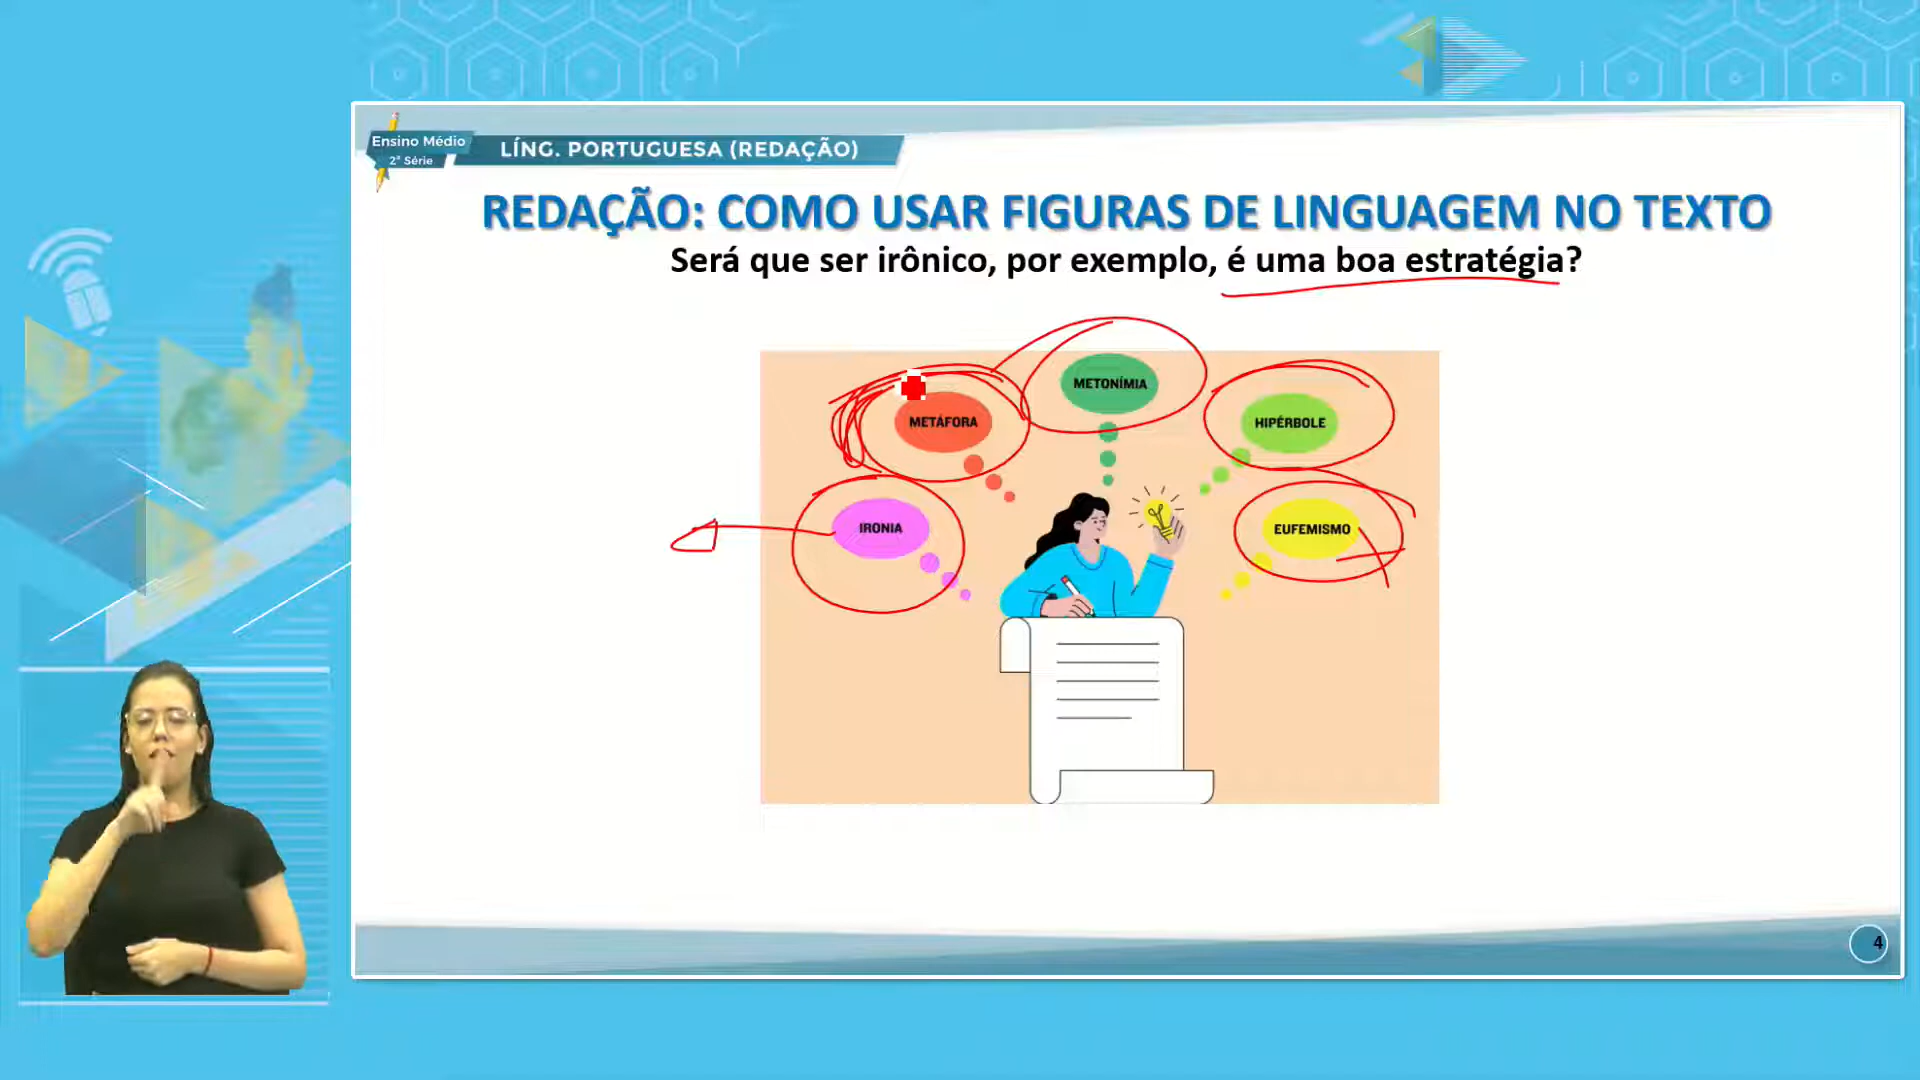 Ensino Médio
2ª Série
LÍNG. PORTUGUESA (REDAÇÃO)
REDAÇÃO: COMO USAR FIGURAS DE LINGUAGEM NO TEXTO
Será que ser irônico, por exemplo, é uma boa estratégia?
METONÍMIA
METÁFORA
HIPÉRBOLE
IRONIA
EUFEMISMO
4